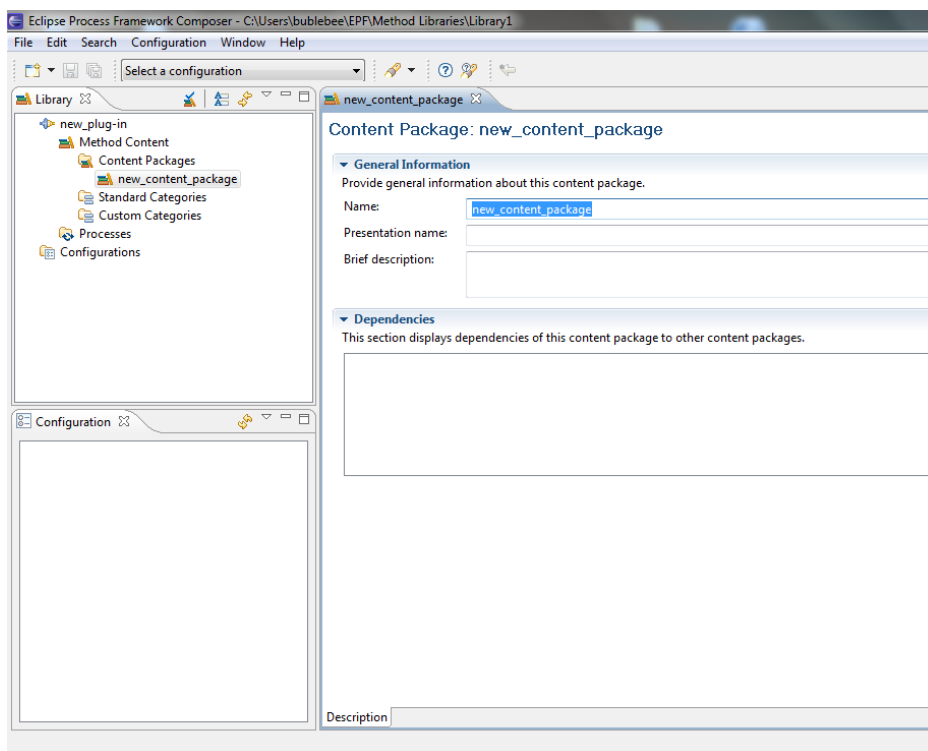 Eclipse Process Framework Composer - C:\Users\bublebee\EPF\Method Libraries\Library1
File Edit Search Configuration Window Help
Select a configuration
Library
new_plug-in
Method Content
Content Packages
new_content_package
Standard Categories
Custom Categories
Processes
Configurations
Configuration
new_content_package
Content Package: new_content_package
General Information
Provide general information about this content package.
Name: new_content_package
Presentation name:
Brief description:
Dependencies
This section displays dependencies of this content package to other content packages.
Description